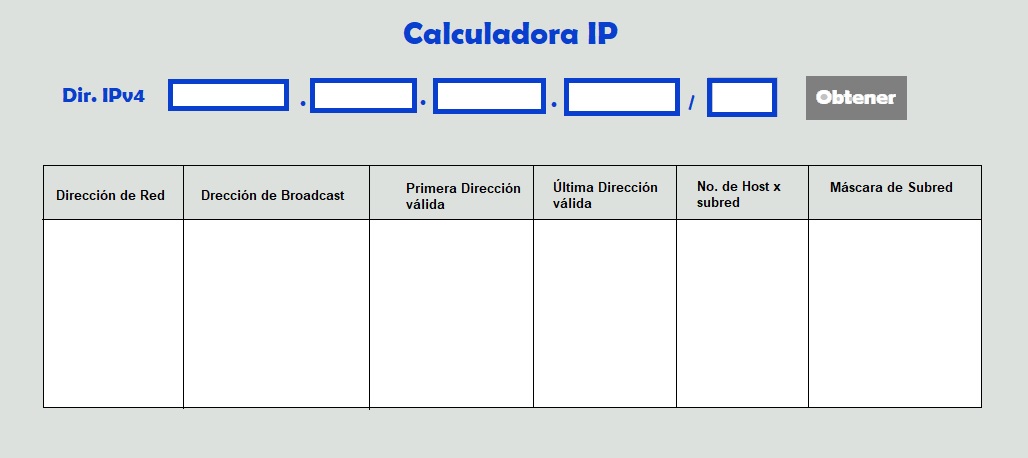 Calculadora IP
Dir. IPv4 . . . / Obtener
Dirección de Red
Drección de Broadcast
Primera Dirección
válida
Última Dirección
válida
No. de Host x
subred
Máscara de Subred